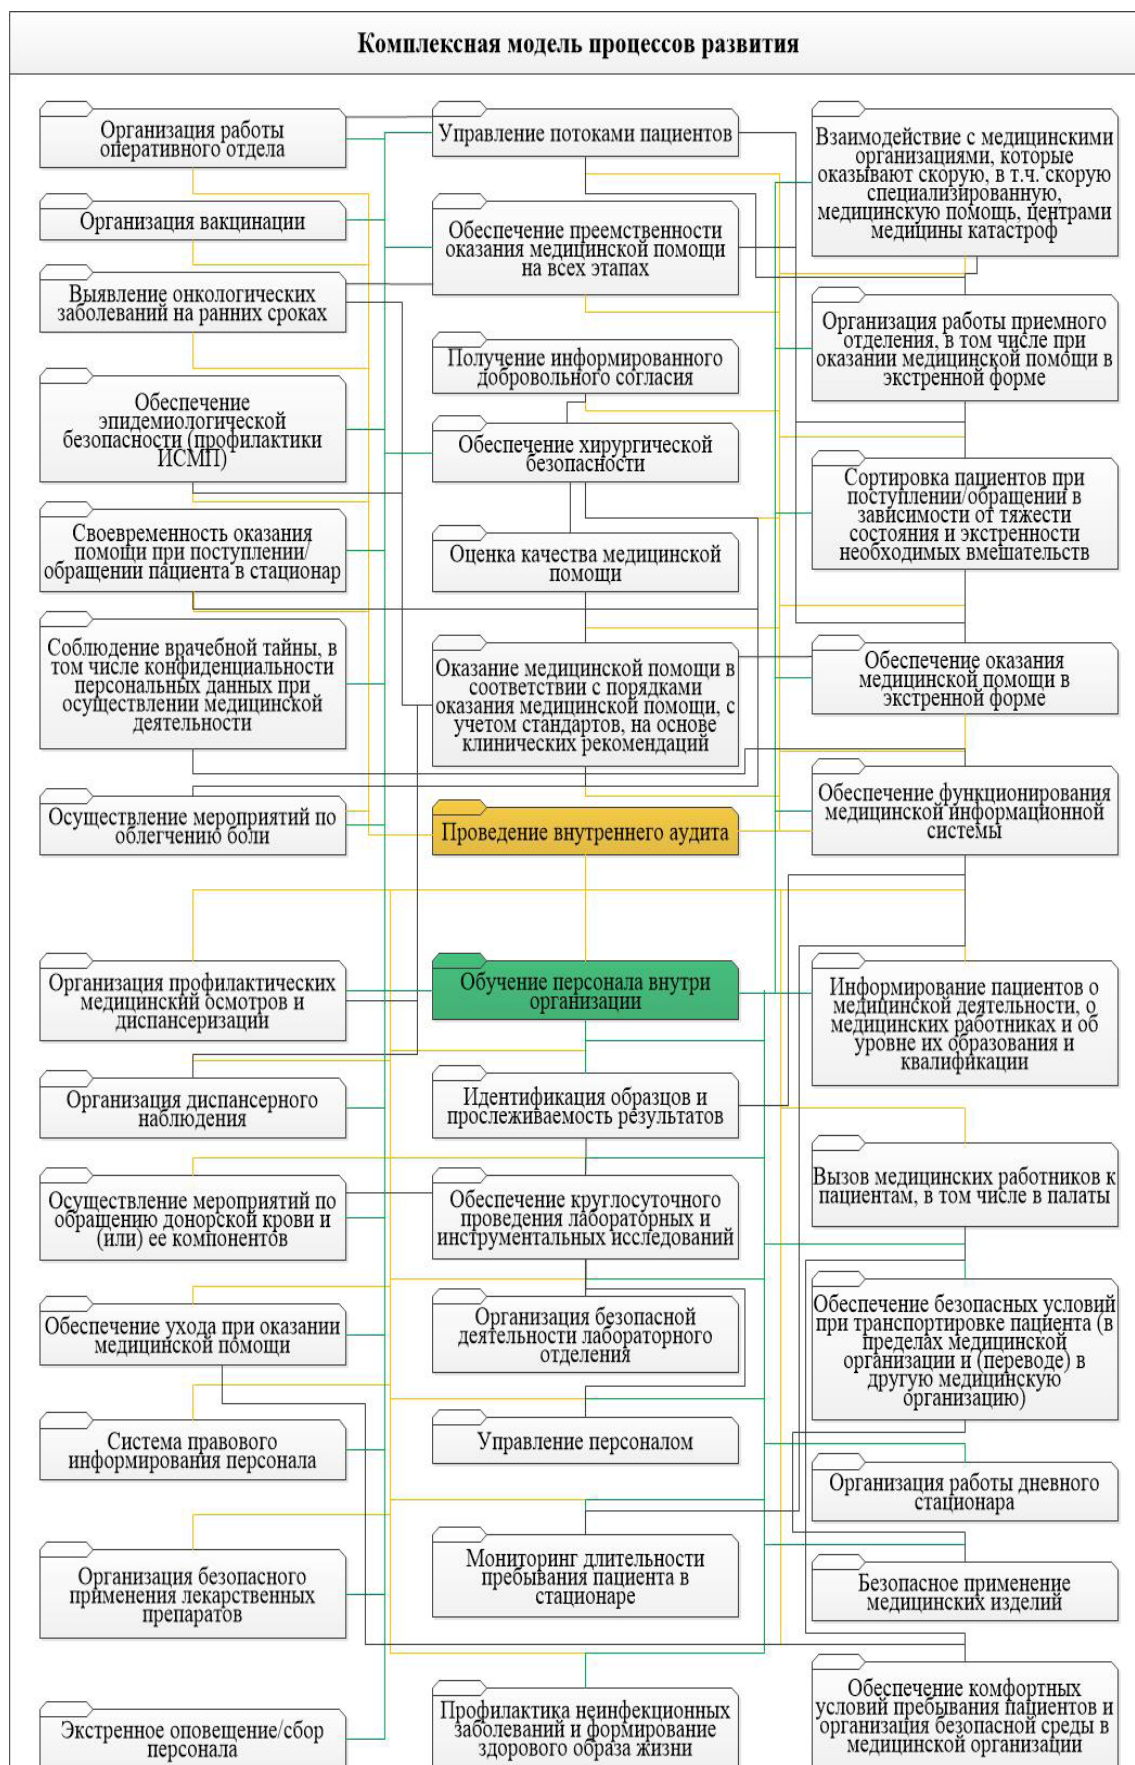 Комплексная модель процессов развития
Организация работы
оперативного отдела
Управление потоками пациентов
Взаимодействие с медицинскими
организациями, которые
оказывают скорую, в т.ч. скорую
специализированную,
медицинскую помощь, центрами
медицины катастроф
Организация вакцинации
Обеспечение преемственности
оказания медицинской помощи
на всех этапах
Выявление онкологических
заболеваний на ранних сроках
Организация работы приемного
отделения, в том числе при
оказании медицинской помощи в
экстренной форме
Получение информированного
добровольного согласия
Обеспечение
эпидемиологической
безопасности (профилактики
ИСМП)
Обеспечение хирургической
безопасности
Сортировка пациентов при
поступлении/обращении в
зависимости от тяжести
состояния и экстренности
необходимых вмешательств
Своевременность оказания
помощи при поступлении/
обращении пациента в стационар
Оценка качества медицинской
помощи
Соблюдение врачебной тайны, в
том числе конфиденциальности
персональных данных при
осуществлении медицинской
деятельности
Оказание медицинской помощи в
соответствии с порядками
оказания медицинской помощи, с
учетом стандартов, на основе
клинических рекомендаций
Обеспечение оказания
медицинской помощи в
экстренной форме
Осуществление мероприятий по
облегчению боли
Проведение внутреннего аудита
Обеспечение функционирования
медицинской информационной
системы
Организация профилактических
медицинский осмотров и
диспансеризации
Обучение персонала внутри
организации
Информирование пациентов о
медицинской деятельности, о
медицинских работниках и об
уровне их образования и
квалификации
Организация диспансерного
наблюдения
Идентификация образцов и
прослеживаемость результатов
Вызов медицинских работников к
пациентам, в том числе в палаты
Осуществление мероприятий по
обращению донорской крови и
(или) ее компонентов
Обеспечение круглосуточного
проведения лабораторных и
инструментальных исследований
Обеспечение безопасных условий
при транспортировке пациента (в
пределах медицинской
организации и (переводе) в
другую медицинскую
организацию)
Обеспечение ухода при оказании
медицинской помощи
Организация безопасной
деятельности лабораторного
отделения
Система правового
информирования персонала
Управление персоналом
Организация работы дневного
стационара
Организация безопасного
применения лекарственных
препаратов
Мониторинг длительности
пребывания пациента в
стационаре
Безопасное применение
медицинских изделий
Экстренное оповещение/сбор
персонала
Профилактика неинфекционных
заболеваний и формирование
здорового образа жизни
Обеспечение комфортных
условий пребывания пациентов и
организация безопасной среды в
медицинской организации